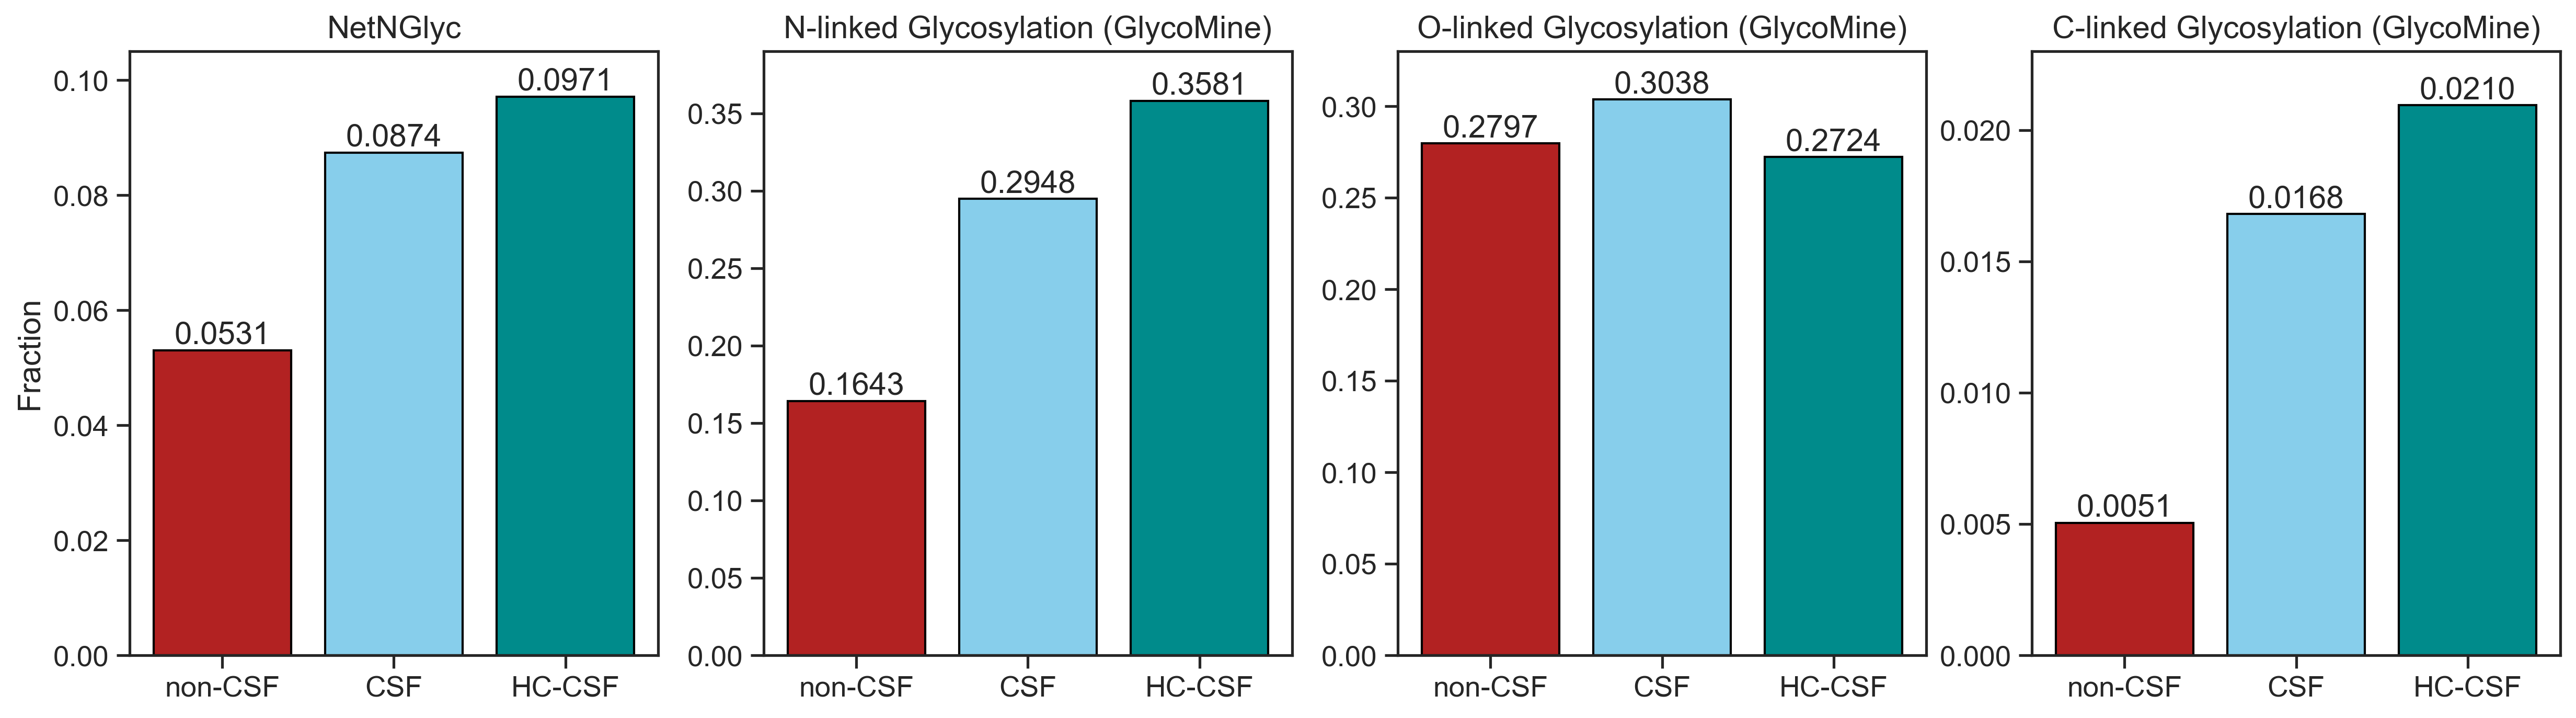 NetNGlyc
Fraction
0.10
0.08
0.06
0.04
0.02
0.00
0.0531
0.0874
0.0971
non-CSF
CSF
HC-CSF
N-linked Glycosylation (GlycoMine)
0.35
0.30
0.25
0.20
0.15
0.10
0.05
0.00
0.1643
0.2948
0.3581
non-CSF
CSF
HC-CSF
O-linked Glycosylation (GlycoMine)
0.30
0.25
0.20
0.15
0.10
0.05
0.00
0.2797
0.3038
0.2724
non-CSF
CSF
HC-CSF
C-linked Glycosylation (GlycoMine)
0.020
0.015
0.010
0.005
0.000
0.0051
0.0168
0.0210
non-CSF
CSF
HC-CSF